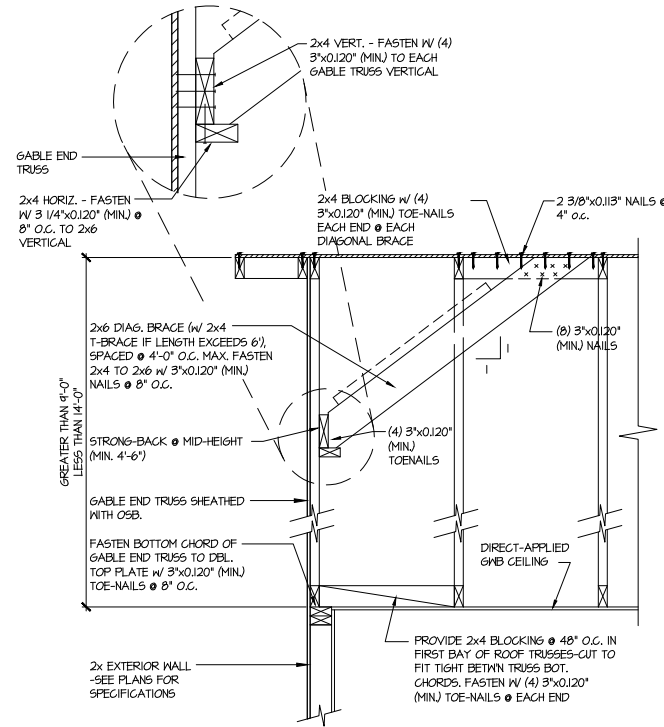 2x4 VERT. - FASTEN W/ (4)
3"x0.120" (MIN.) TO EACH
GABLE TRUSS VERTICAL
GABLE END
TRUSS
2x4 HORIZ. - FASTEN
W/ 3 1/4"x0.120" (MIN.) @
8" O.C. TO 2x6
VERTICAL
2x4 BLOCKING W/ (4)
3"x0.120" (MIN.) TOE-NAILS
EACH END @ EACH
DIAGONAL BRACE
2 3/8"x0.113" NAILS @
4" O.C.
2x6 DIAG. BRACE (W/ 2x4
T-BRACE IF LENGTH EXCEEDS 6'),
SPACED @ 4'-0" O.C. MAX. FASTEN
2x4 TO 2x6 W/ 3"x0.120" (MIN.)
NAILS @ 8" O.C.
(8) 3"x0.120"
(MIN.) NAILS
1
1
GREATER THAN 9'-0"
LESS THAN 14'-0"
STRONG-BACK @ MID-HEIGHT
(MIN. 4'-6")
(4) 3"x0.120"
(MIN.)
TOENAILS
GABLE END TRUSS SHEATHED
WITH OSB.
FASTEN BOTTOM CHORD OF
GABLE END TRUSS TO DBL.
TOP PLATE W/ 3"x0.120" (MIN.)
TOE-NAILS @ 8" O.C.
DIRECT-APPLIED
GWB CEILING
2x EXTERIOR WALL
-SEE PLANS FOR
SPECIFICATIONS
PROVIDE 2x4 BLOCKING @ 48" O.C. IN
FIRST BAY OF ROOF TRUSSES-CUT TO
FIT TIGHT BETW'N TRUSS BOT.
CHORDS. FASTEN W/ (4) 3"x0.120"
(MIN.) TOE-NAILS @ EACH END